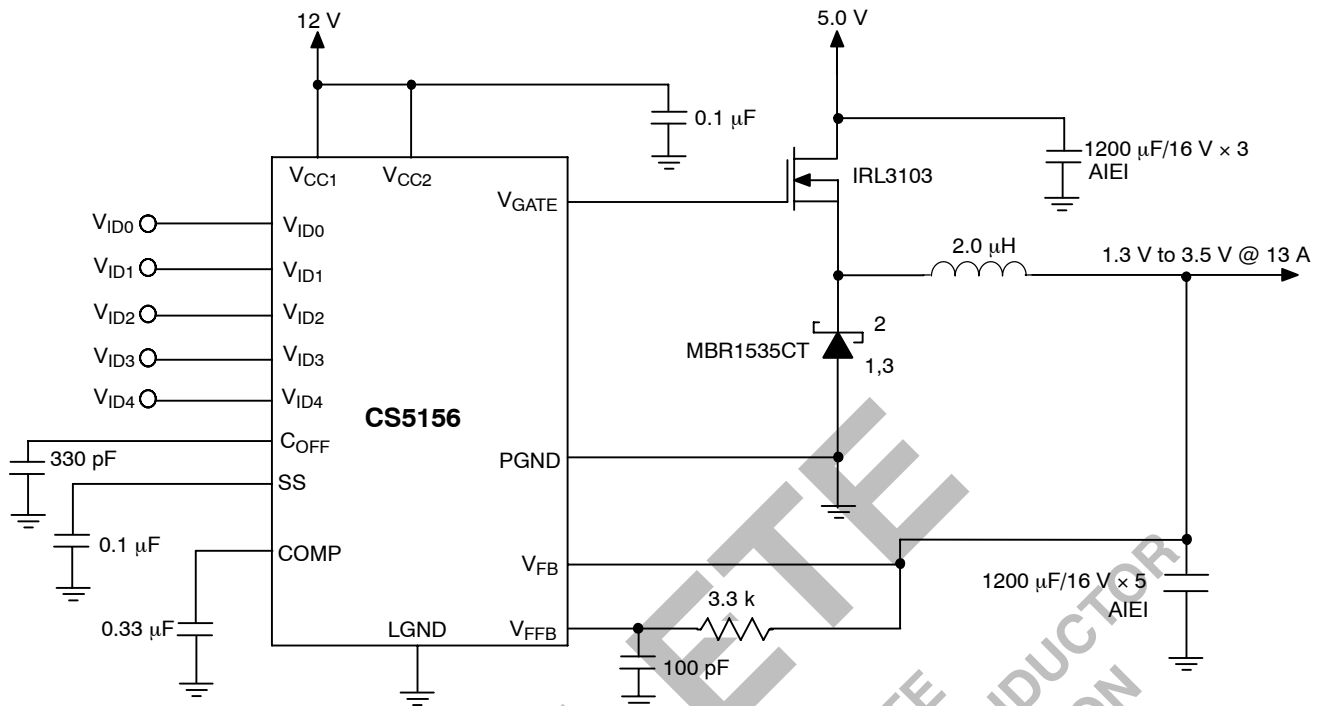 12 V
5.0 V
0.1 μF
1200 μF/16 V × 3
AIEI
VCC1
VCC2
VGATE
IRL3103
VID0
VID0
VID1
VID1
VID2
VID2
VID3
VID3
VID4
VID4
2.0 μH
1.3 V to 3.5 V @ 13 A
MBR1535CT
2
1,3
CS5156
COFF
330 pF
PGND
SS
0.1 μF
COMP
VFB
1200 μF/16 V × 5
AIEI
3.3 k
0.33 μF
LGND
VFFB
100 pF